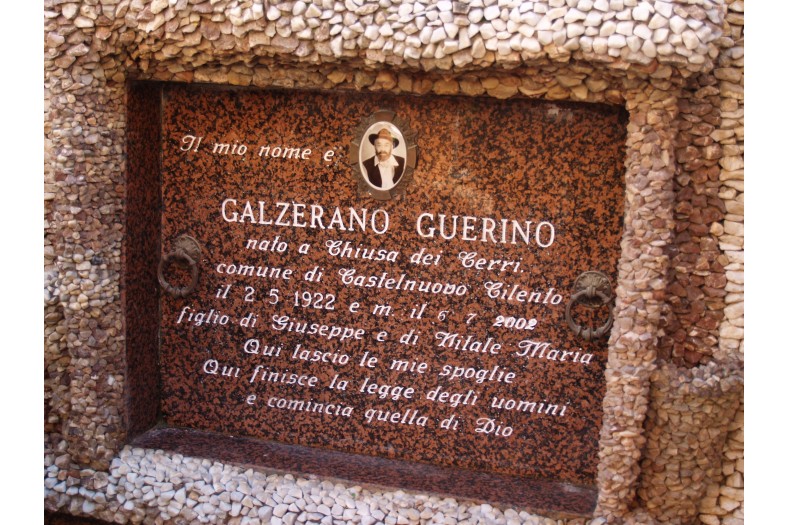 Il mio nome è
GALZERANO GUERINO
nato a Chiusa dei Cerri.
comune di Castelnuovo Cilento
il 2 5 1922 e m. il 6 7 2002
figlio di Giuseppe e di Vitale Maria
Qui lascio le mie spoglie
Qui finisce la legge degli uomini
e comincia quella di Dio